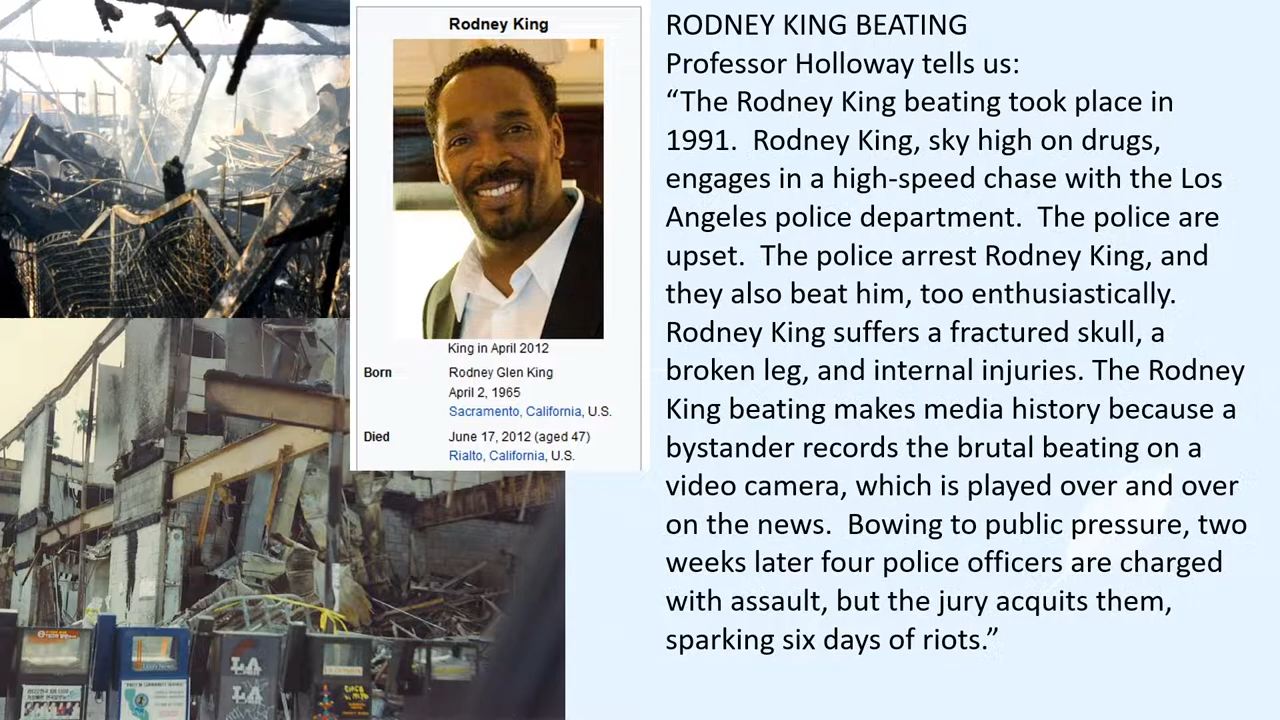 Rodney King
King in April 2012
Born Rodney Glen King
April 2, 1965
Sacramento, California, U.S.
Died June 17, 2012 (aged 47)
Rialto, California, U.S.
RODNEY KING BEATING
Professor Holloway tells us:
“The Rodney King beating took place in
1991.  Rodney King, sky high on drugs,
engages in a high-speed chase with the Los
Angeles police department.  The police are
upset.  The police arrest Rodney King, and
they also beat him, too enthusiastically.
Rodney King suffers a fractured skull, a
broken leg, and internal injuries. The Rodney
King beating makes media history because a
bystander records the brutal beating on a
video camera, which is played over and over
on the news.  Bowing to public pressure, two
weeks later four police officers are charged
with assault, but the jury acquits them,
sparking six days of riots.”
LA
LA